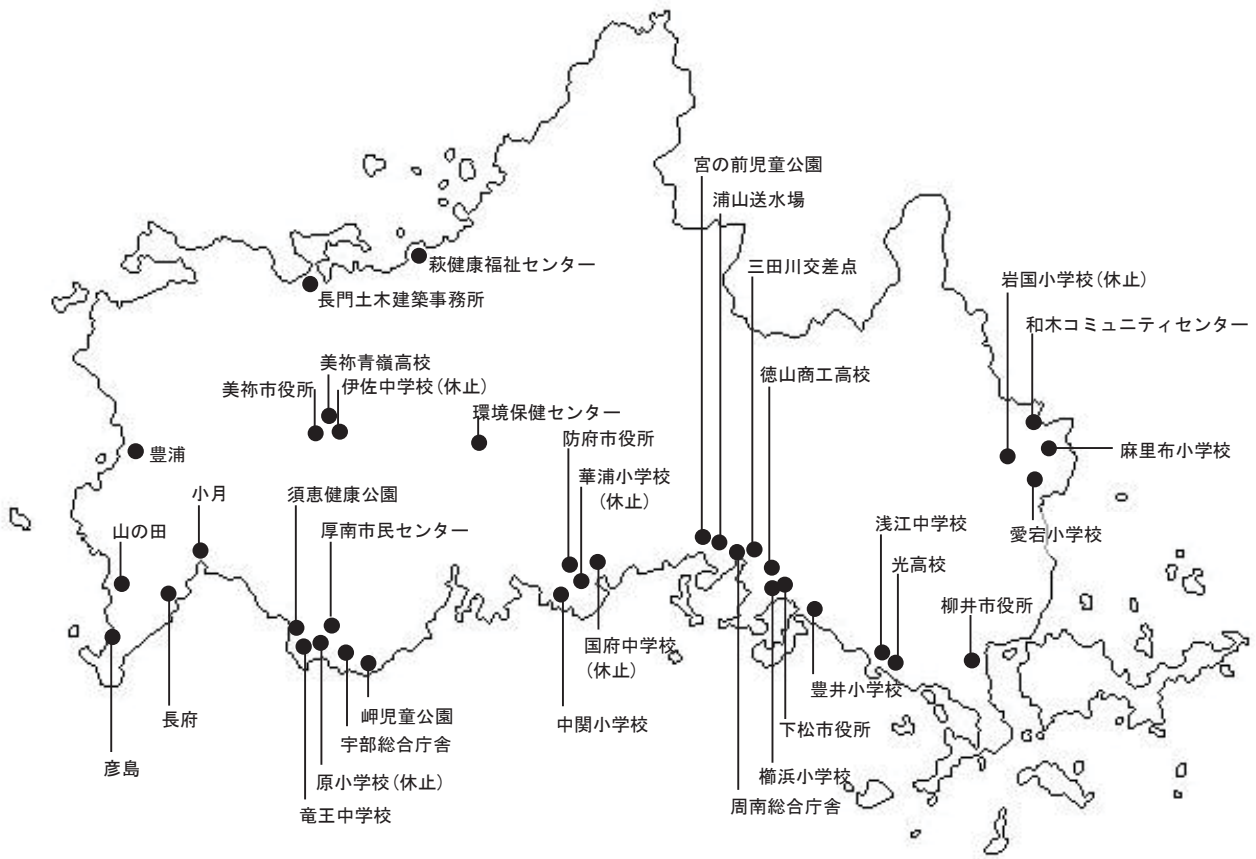 宮の前児童公園
浦山送水場
三田川交差点
萩健康福祉センター
岩国小学校(休止)
長門土木建築事務所
和木コミュニティセンター
美祢青嶺高校
徳山商工高校
美祢市役所
伊佐中学校(休止)
環境保健センター
防府市役所
豊浦
麻里布小学校
華浦小学校
(休止)
小月
須恵健康公園
山の田
厚南市民センター
浅江中学校
愛宕小学校
光高校
柳井市役所
国府中学校
(休止)
豊井小学校
長府
岬児童公園
中関小学校
下松市役所
宇部総合庁舎
彦島
原小学校(休止)
櫛浜小学校
竜王中学校
周南総合庁舎